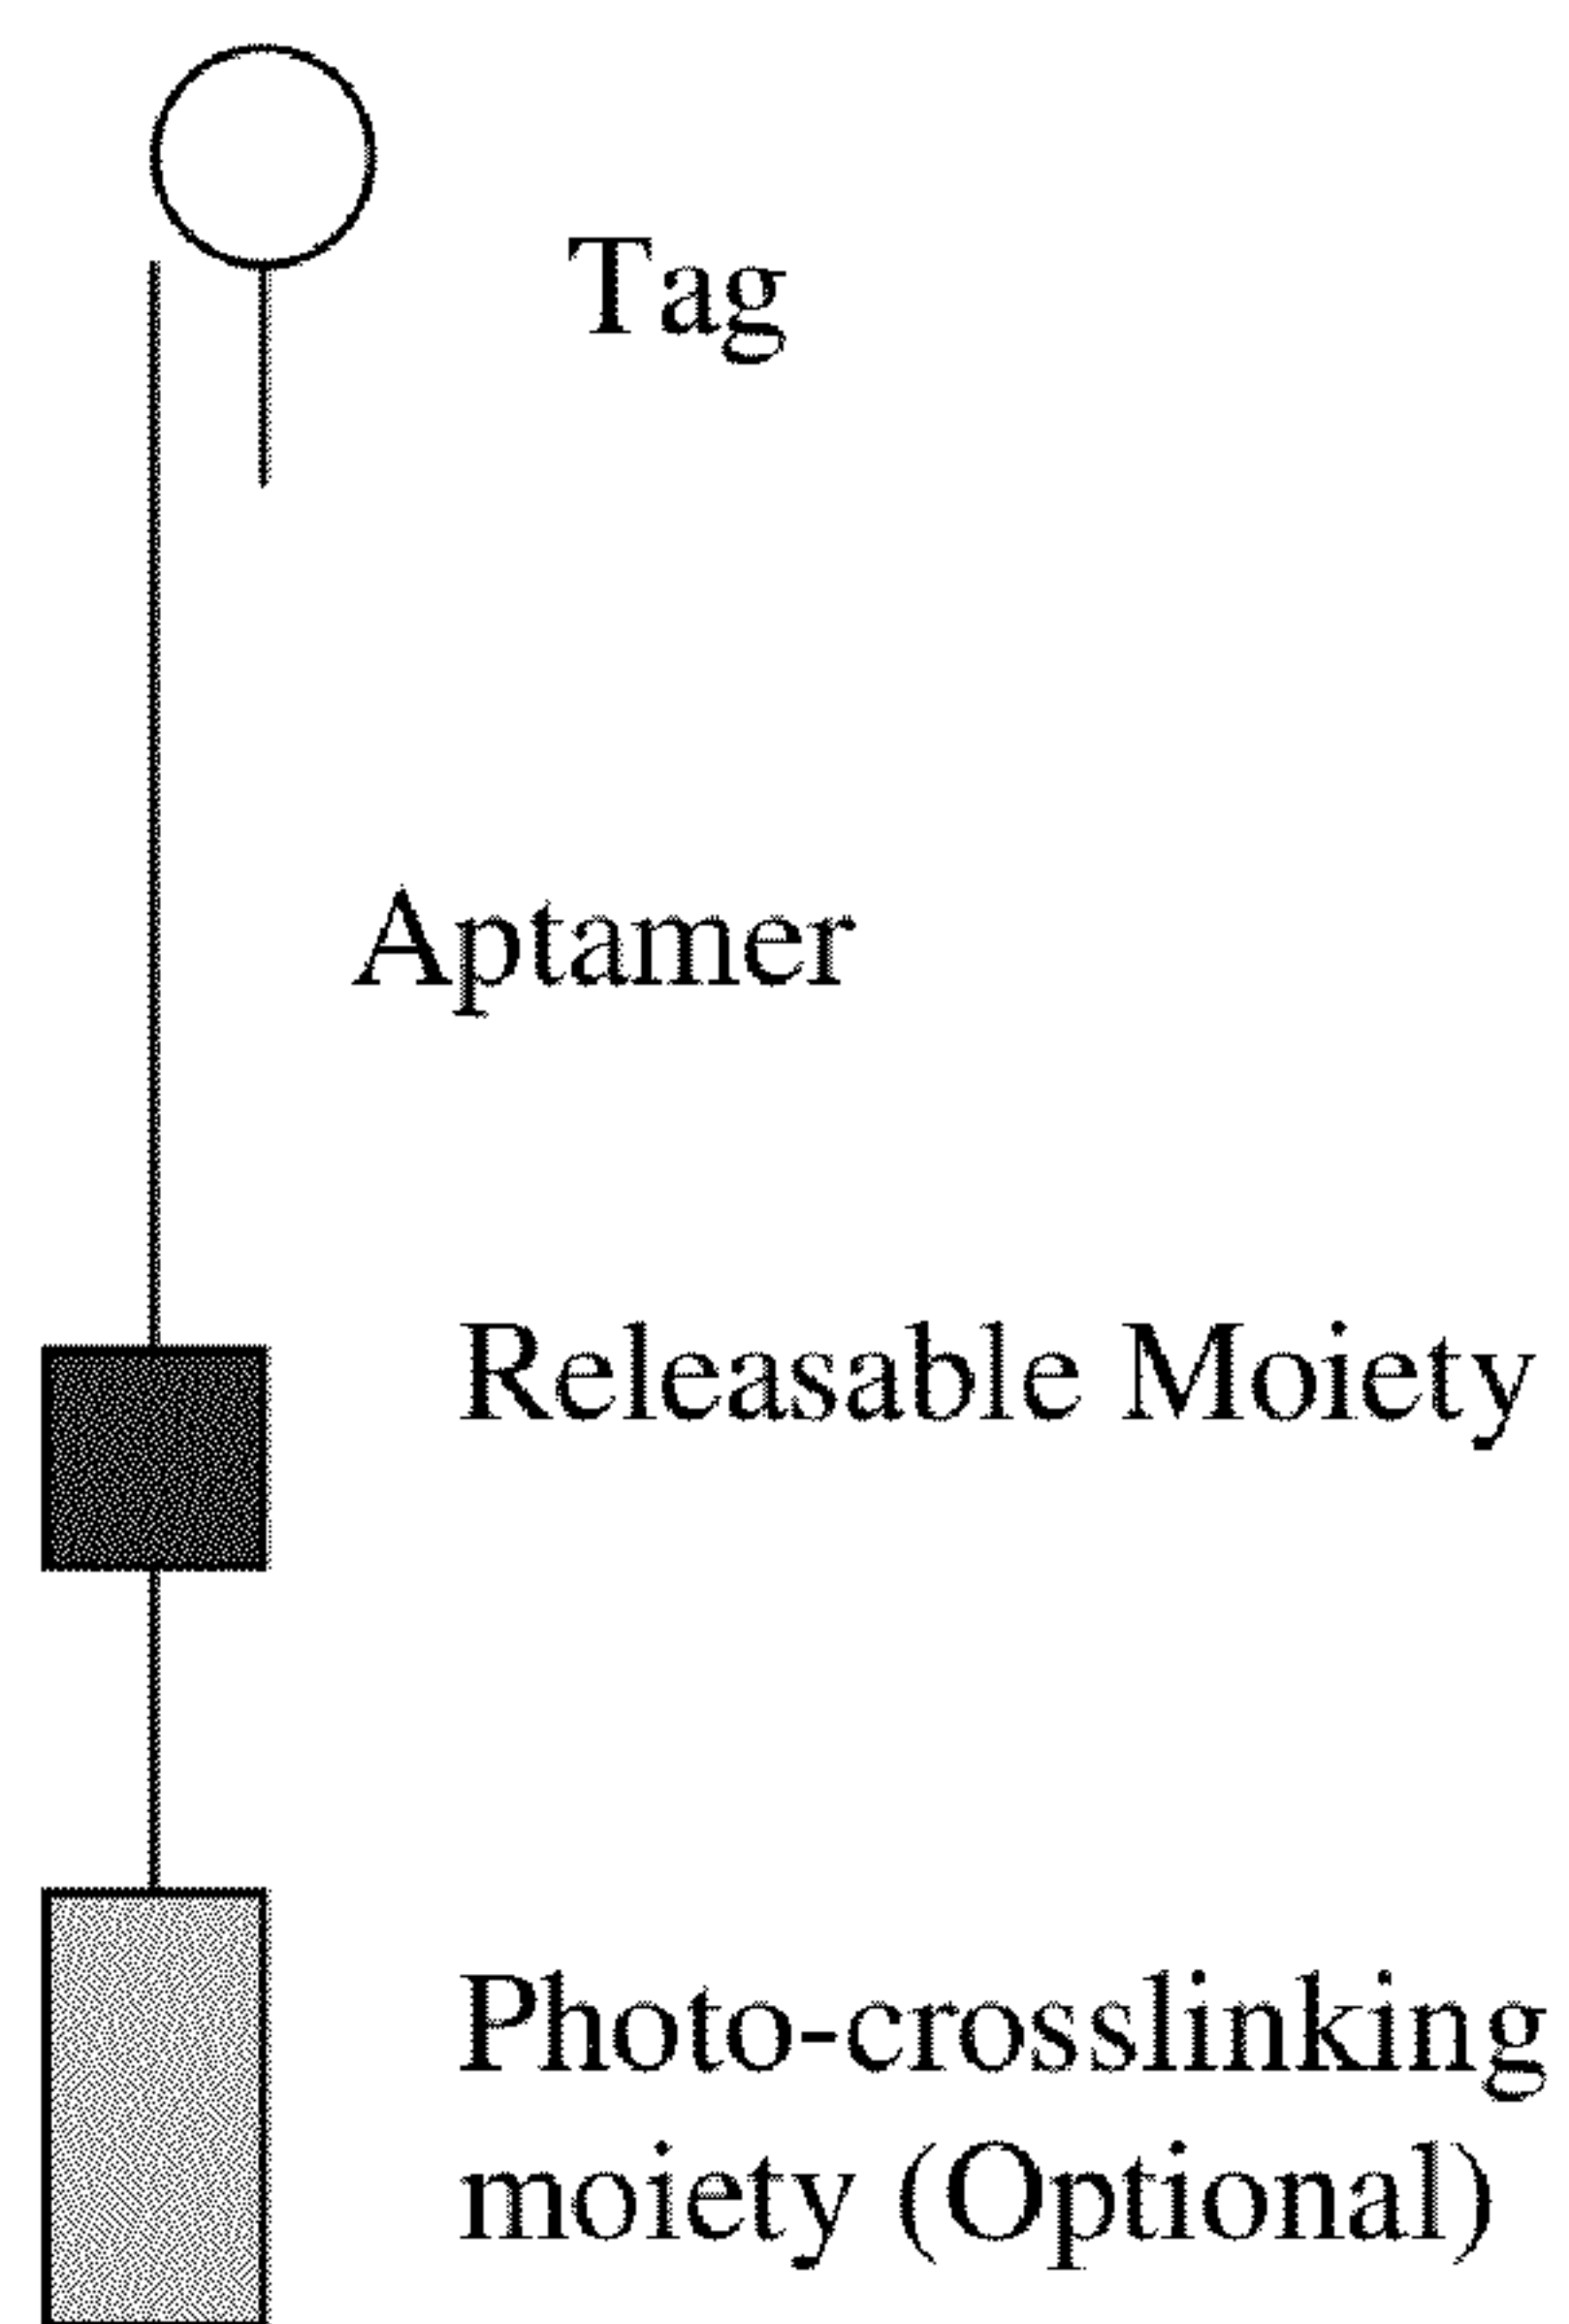 Tag
Aptamer
Releasable Moiety
Photo-crosslinking
moiety (Optional)